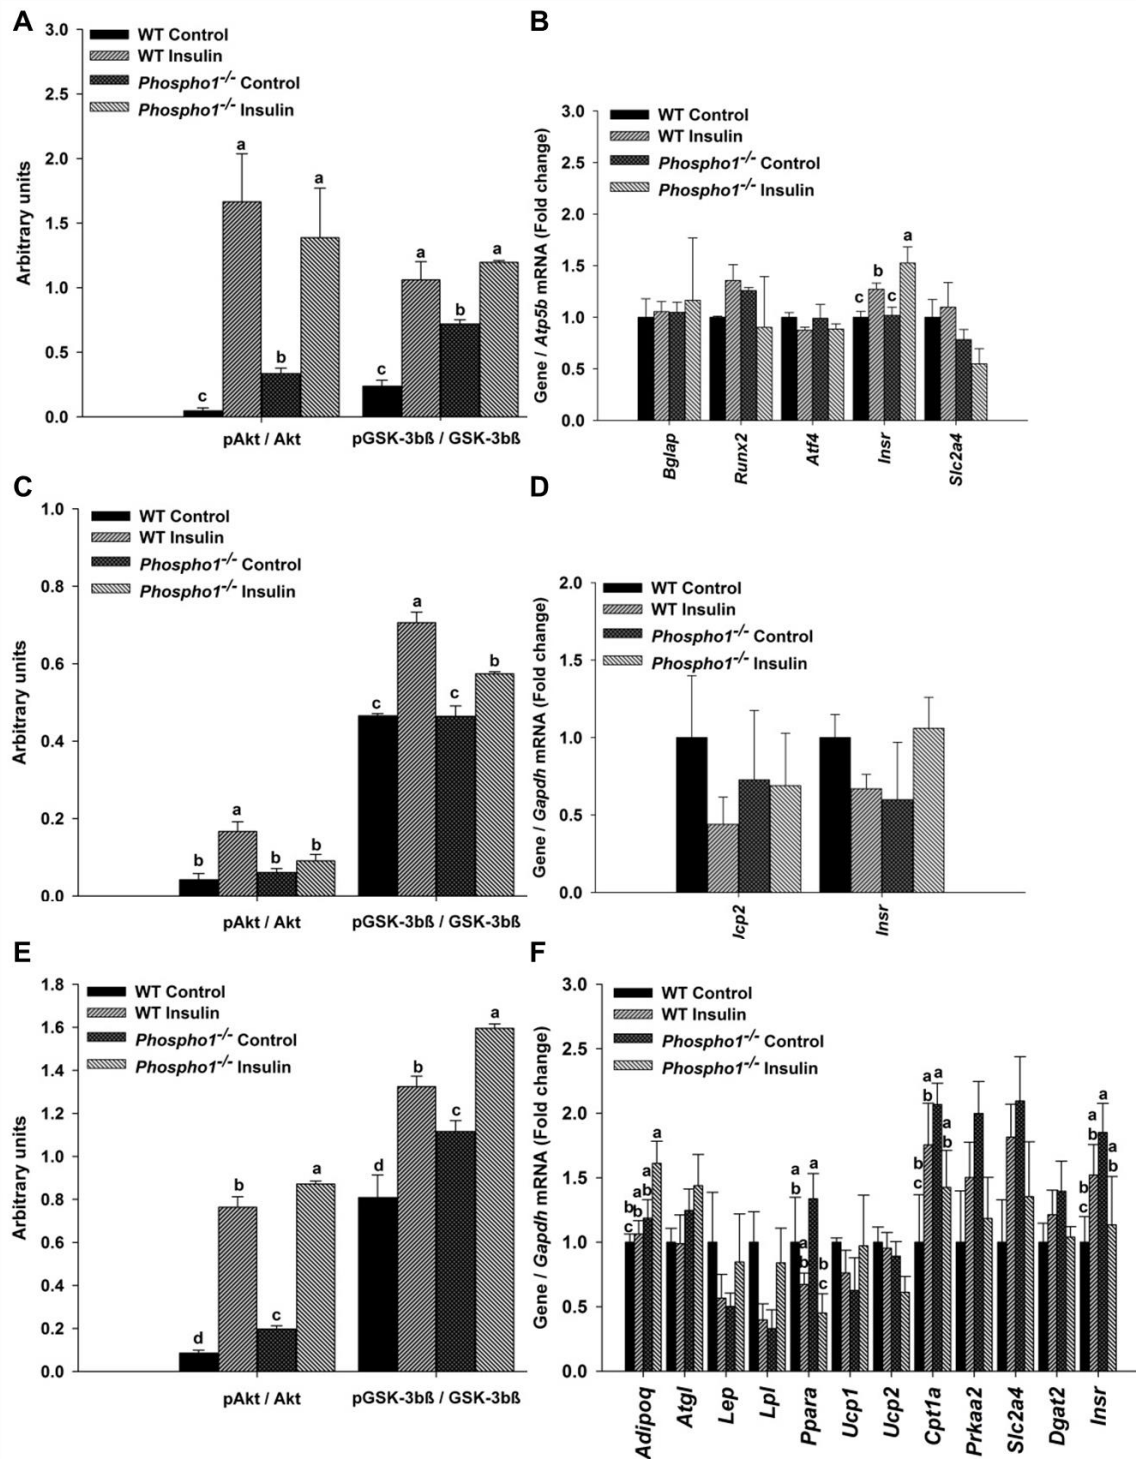 A
3.0
2.5
2.0
1.5
1.0
0.5
0.0
Arbitrary units
WT Control
WT Insulin
Phospho1-/- Control
Phospho1-/- Insulin
c
a
b
a
c
a
b
a
pAkt / Akt
pGSK-3bß / GSK-3bß
B
3.0
2.5
2.0
1.5
1.0
0.5
0.0
Gene / Atp5b mRNA (Fold change)
WT Control
WT Insulin
Phospho1-/- Control
Phospho1-/- Insulin
c
b
c
a
Bglap
Runx2
Atf4
Insr
Slc2a4
C
1.0
0.8
0.6
0.4
0.2
0.0
Arbitrary units
WT Control
WT Insulin
Phospho1-/- Control
Phospho1-/- Insulin
b
a
b
b
c
a
c
b
pAkt / Akt
pGSK-3bß / GSK-3bß
D
2.0
1.5
1.0
0.5
0.0
Gene / Gapdh mRNA (Fold change)
WT Control
WT Insulin
Phospho1-/- Control
Phospho1-/- Insulin
Icp2
Insr
E
1.8
1.6
1.4
1.2
1.0
0.8
0.6
0.4
0.2
0.0
Arbitrary units
WT Control
WT Insulin
Phospho1-/- Control
Phospho1-/- Insulin
d
b
c
a
d
b
c
a
pAkt / Akt
pGSK-3bß / GSK-3bß
F
3.0
2.5
2.0
1.5
1.0
0.5
0.0
Gene / Gapdh mRNA (Fold change)
WT Control
WT Insulin
Phospho1-/- Control
Phospho1-/- Insulin
b
c
a
b
a
b
a
a
b
a
b
a
b
c
b
c
a
b
a
a
b
b
c
a
b
a
a
b
Adipoq
Atgl
Lep
Lpl
Ppara
Ucp1
Ucp2
Cpt1a
Prkaa2
Slc2a4
Dgat2
Insr